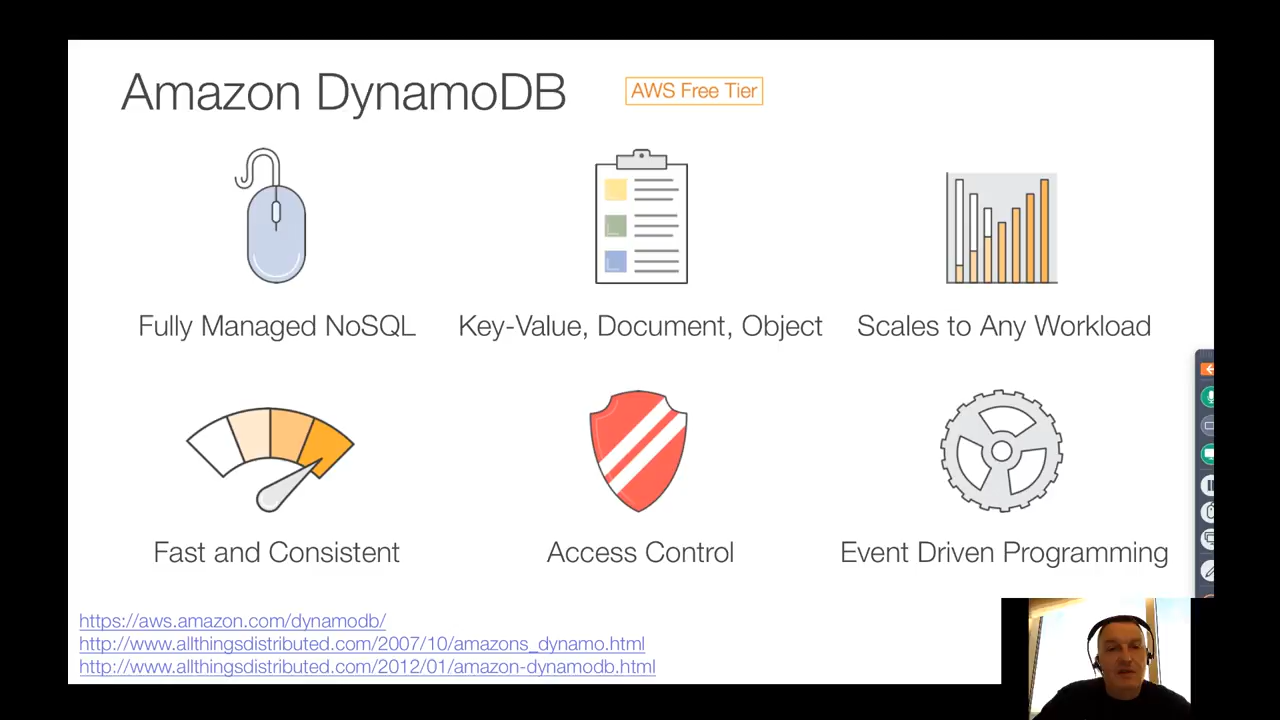 Amazon DynamoDB
AWS Free Tier
Fully Managed NoSQL
Key-Value, Document, Object
Scales to Any Workload
Fast and Consistent
Access Control
Event Driven Programming
https://aws.amazon.com/dynamodb/
http://www.allthingsdistributed.com/2007/10/amazons_dynamo.html
http://www.allthingsdistributed.com/2012/01/amazon-dynamodb.html